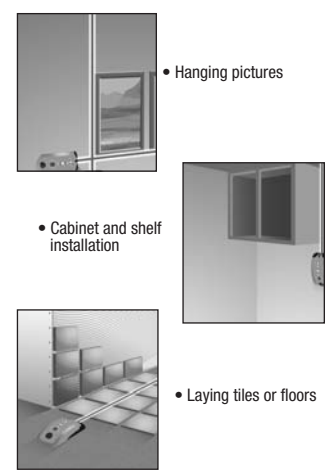 • Hanging pictures
• Cabinet and shelf
installation
• Laying tiles or floors